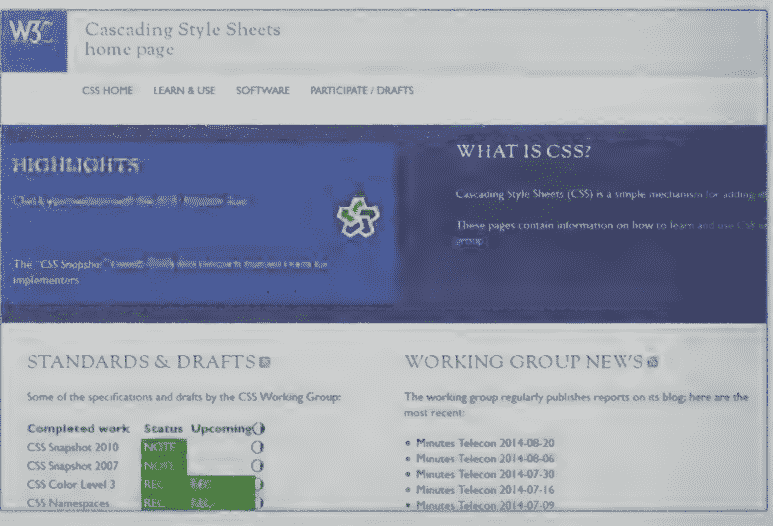 W3C
Cascading Style Sheets
home page
CSS HOME LEARN & USE SOFTWARE PARTICIPATE / DRAFTS
HIGHLIGHTS
The "CSS Snapshot"
implementers
WHAT IS CSS?
Cascading Style Sheets (CSS) is a simple mechanism for adding
These pages contain information on how to learn and use CSS
group
STANDARDS & DRAFTS
Some of the specifications and drafts by the CSS Working Group:
Completed work Status Upcoming
CSS Snapshot 2010 NOTE
CSS Snapshot 2007 NOTE
CSS Color Level 3 REC REC
CSS Namespaces REC REC
WORKING GROUP NEWS
The working group regularly publishes reports on its blog; here are the
most recent:
Minutes Telecon 2014-08-20
Minutes Telecon 2014-08-06
Minutes Telecon 2014-07-30
Minutes Telecon 2014-07-16
Minutes Telecon 2014-07-09